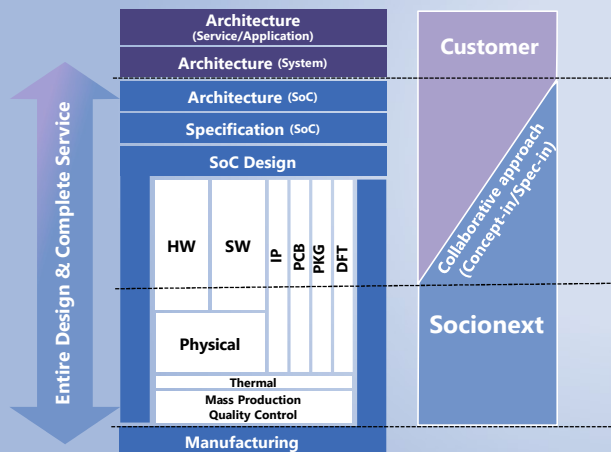 Architecture
(Service/Application)
Architecture (System)
Architecture (SoC)
Specification (SoC)
SoC Design
HW
SW
IP
PCB
PKG
DFT
Physical
Thermal
Mass Production
Quality Control
Manufacturing
Entire Design & Complete Service
Customer
Collaborative approach
(Concept-in/Spec-in)
Socionext